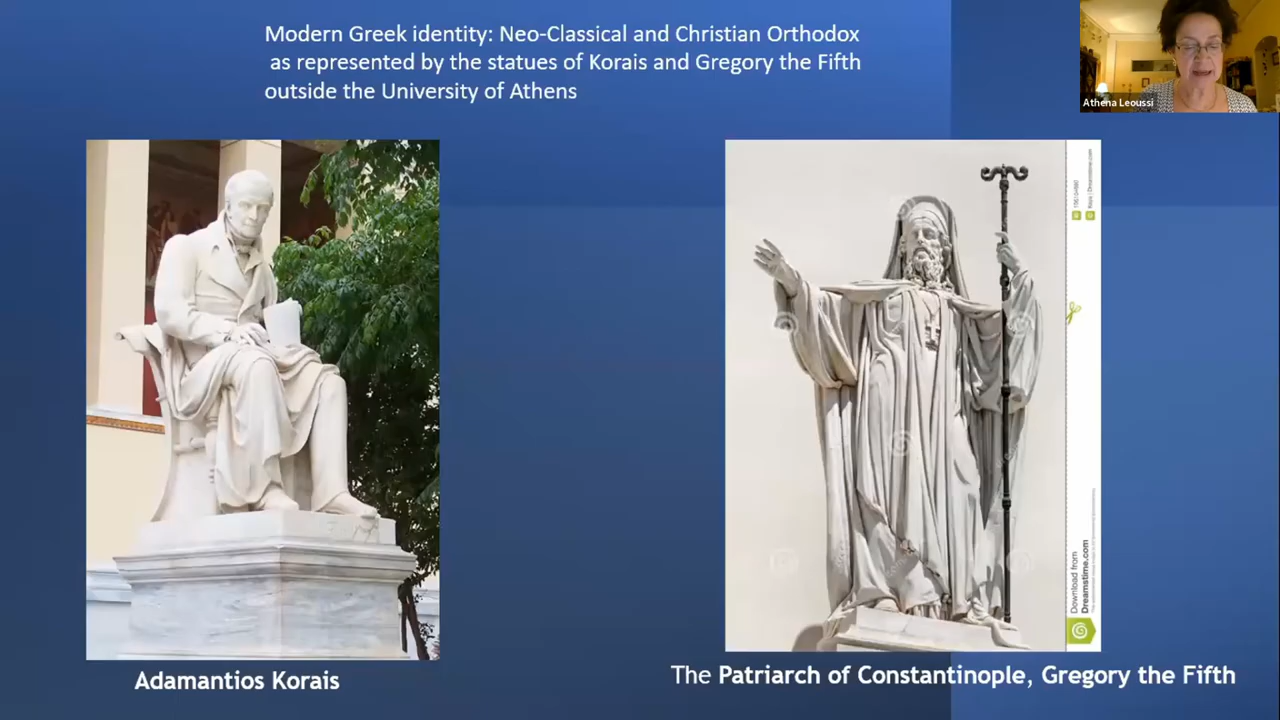 Modern Greek identity: Neo-Classical and Christian Orthodox
as represented by the statues of Korais and Gregory the Fifth
outside the University of Athens
Athena Leoussi
Download from
Dreamstime.com
Adamantios Korais
The Patriarch of Constantinople, Gregory the Fifth